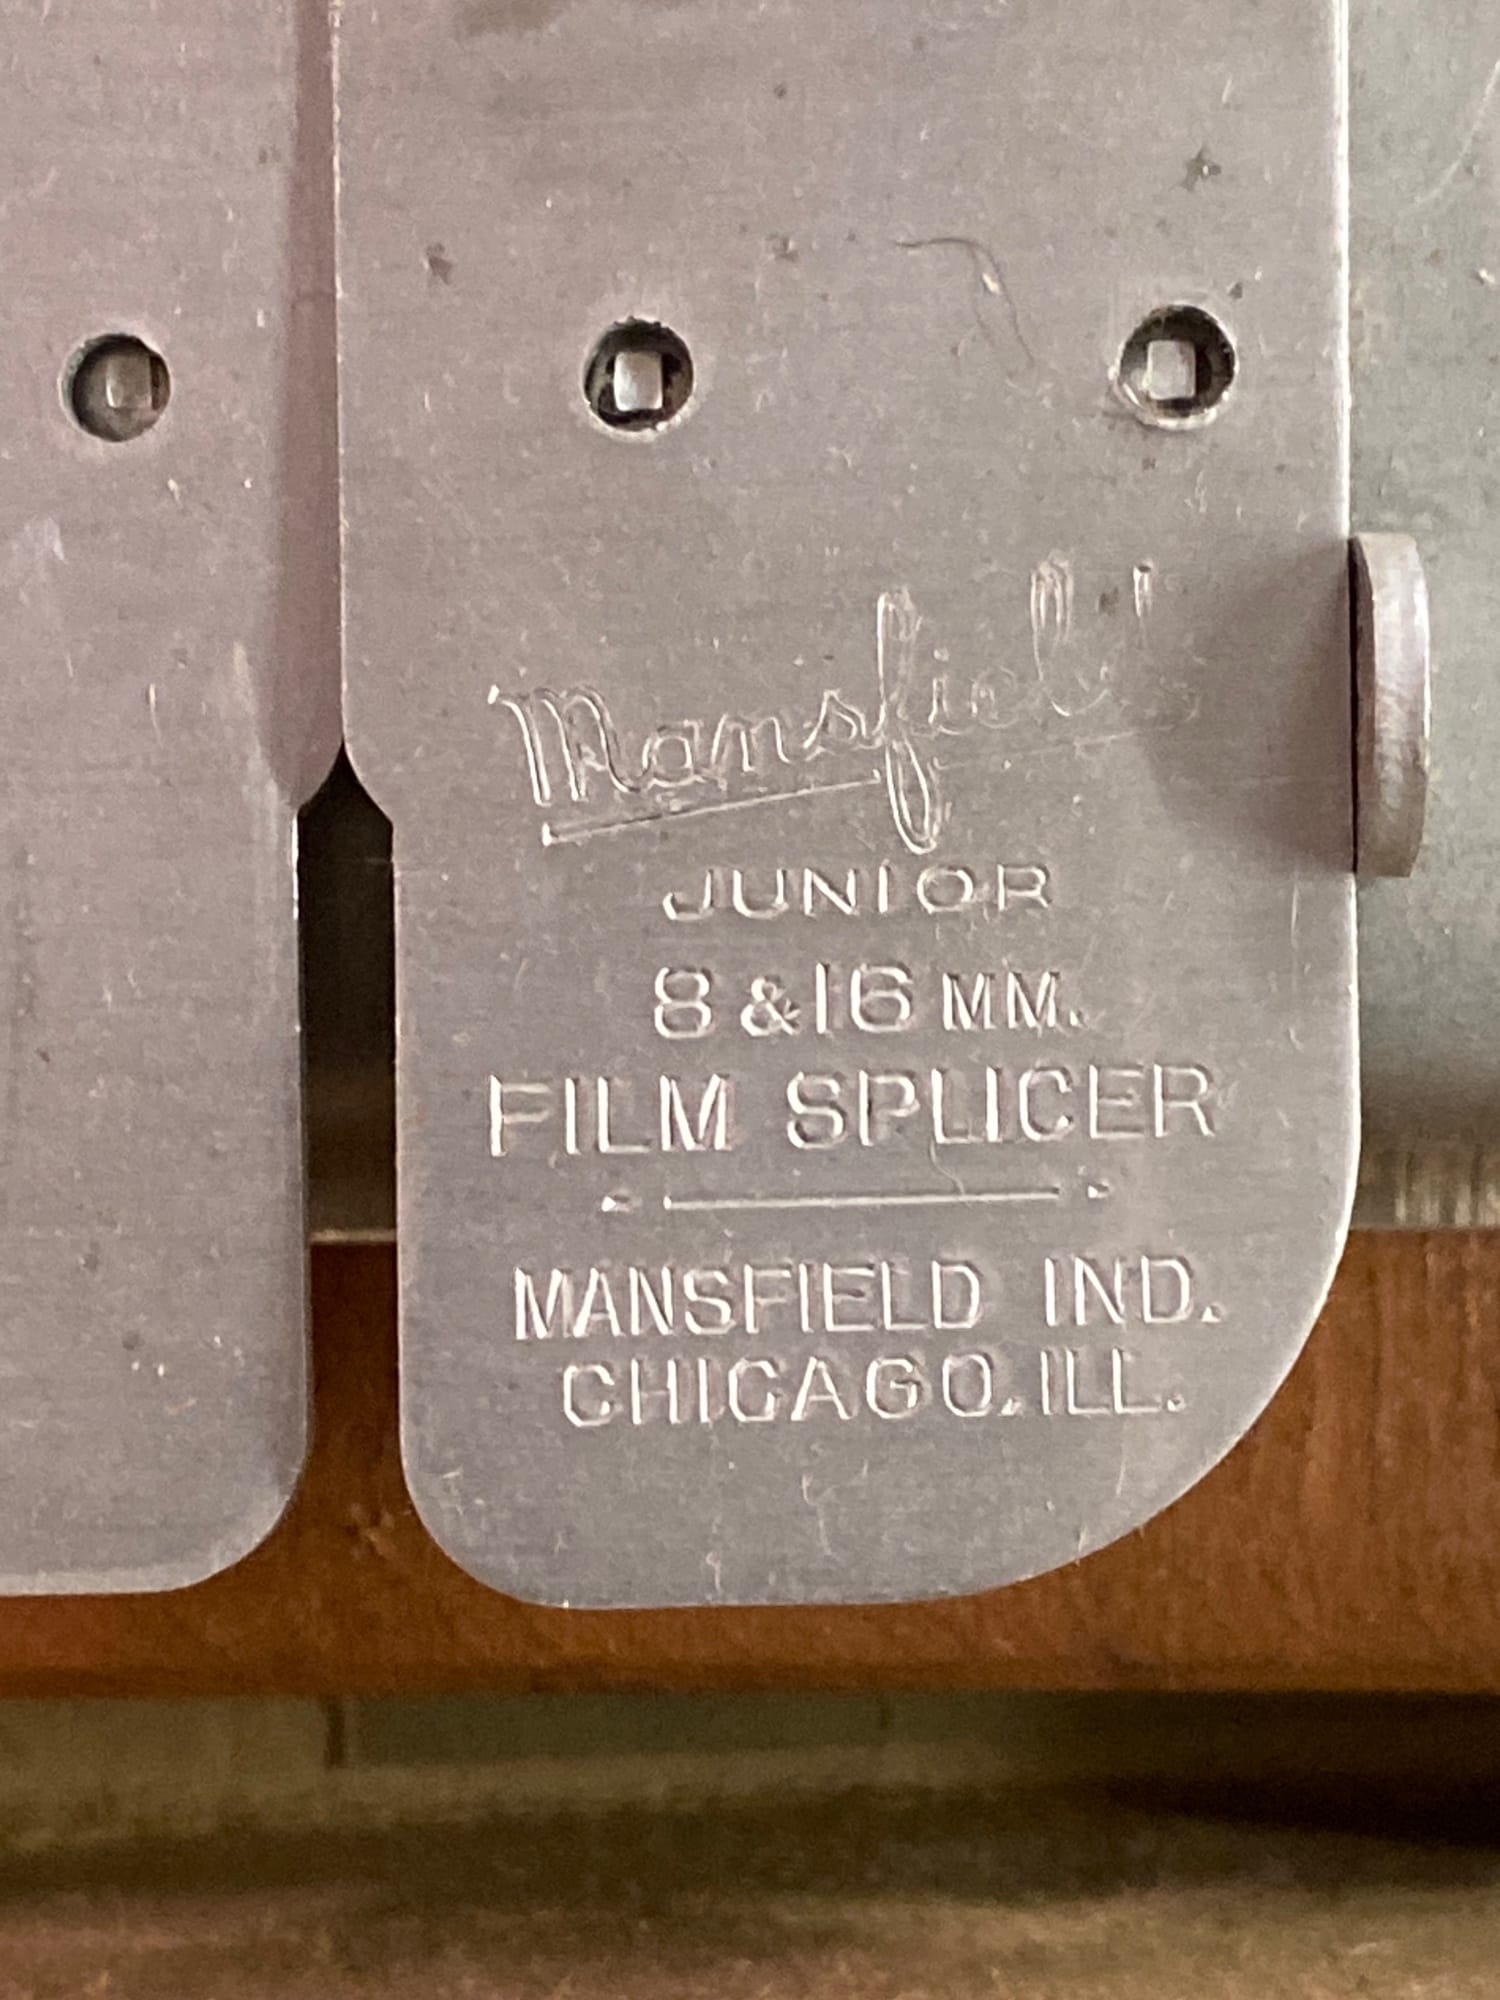 Mansfield
JUNIOR
8 & 16 MM.
FILM SPLICER
MANSFIELD IND.
CHICAGO, ILL.